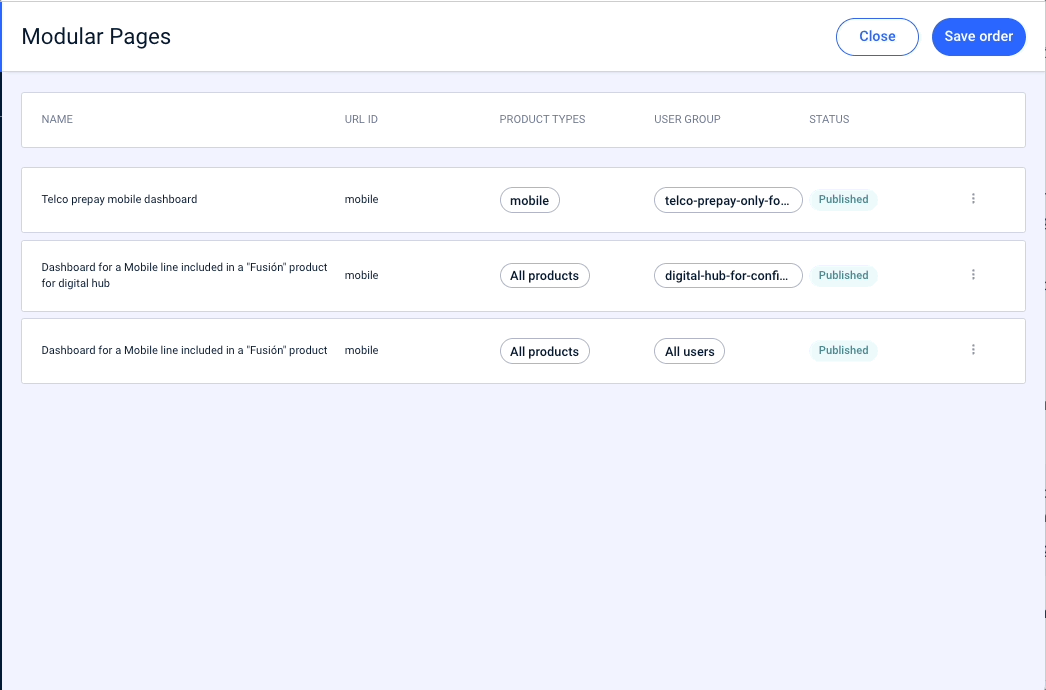 Modular Pages
Close
Save order
NAME URL ID PRODUCT TYPES USER GROUP STATUS
Telco prepay mobile dashboard mobile mobile telco-prepay-only-fo... Published
Dashboard for a Mobile line included in a "Fusión" product
for digital hub
mobile All products digital-hub-for-confi... Published
Dashboard for a Mobile line included in a "Fusión" product mobile All products All users Published